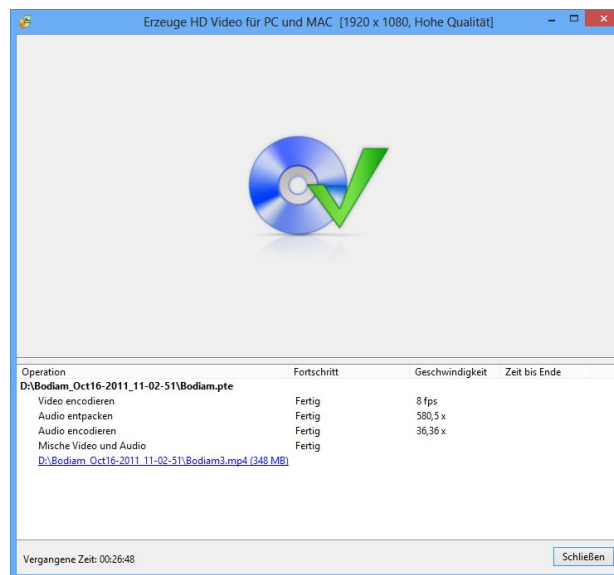 Erzeuge HD Video für PC und MAC [1920 x 1080, Hohe Qualität]
Operation Fortschritt Geschwindigkeit Zeit bis Ende
D:\Bodiam_Oct16-2011_11-02-51\Bodiam.pte
Video encodieren Fertig 8 fps
Audio entpacken Fertig 580,5 x
Audio encodieren Fertig 36,36 x
Mische Video und Audio Fertig
D:\Bodiam_Oct16-2011_11-02-51\Bodiam3.mp4 (348 MB)
Vergangene Zeit: 00:26:48 Schließen